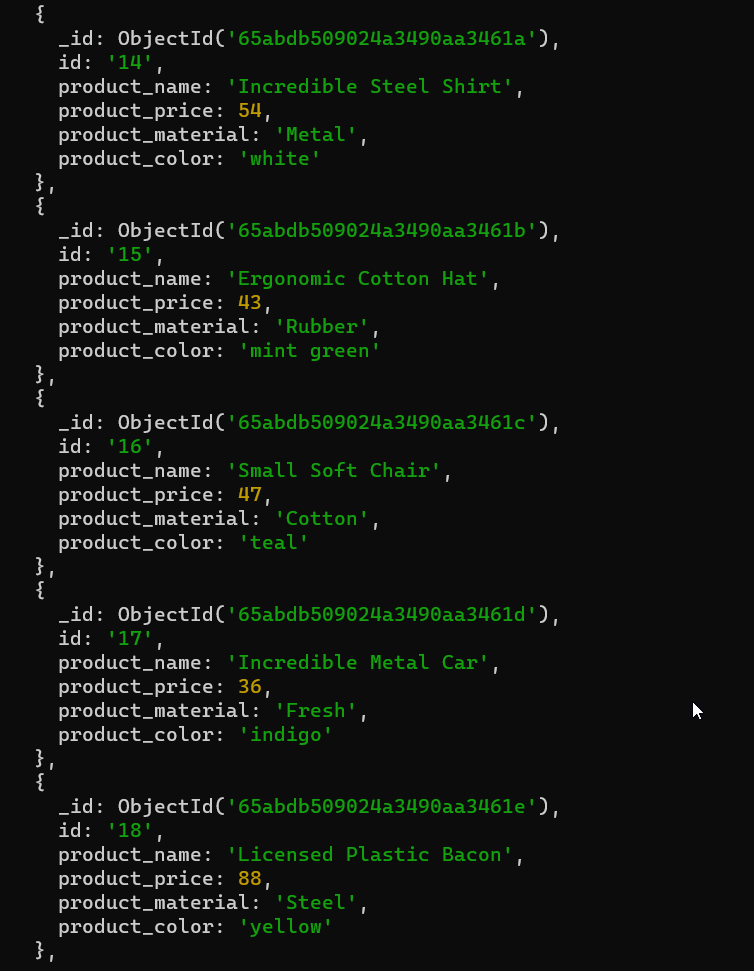 {
_id: ObjectId('65abdb509024a3490aa3461a'),
id: '14',
product_name: 'Incredible Steel Shirt',
product_price: 54,
product_material: 'Metal',
product_color: 'white'
},
{
_id: ObjectId('65abdb509024a3490aa3461b'),
id: '15',
product_name: 'Ergonomic Cotton Hat',
product_price: 43,
product_material: 'Rubber',
product_color: 'mint green'
},
{
_id: ObjectId('65abdb509024a3490aa3461c'),
id: '16',
product_name: 'Small Soft Chair',
product_price: 47,
product_material: 'Cotton',
product_color: 'teal'
},
{
_id: ObjectId('65abdb509024a3490aa3461d'),
id: '17',
product_name: 'Incredible Metal Car',
product_price: 36,
product_material: 'Fresh',
product_color: 'indigo'
},
{
_id: ObjectId('65abdb509024a3490aa3461e'),
id: '18',
product_name: 'Licensed Plastic Bacon',
product_price: 88,
product_material: 'Steel',
product_color: 'yellow'
},